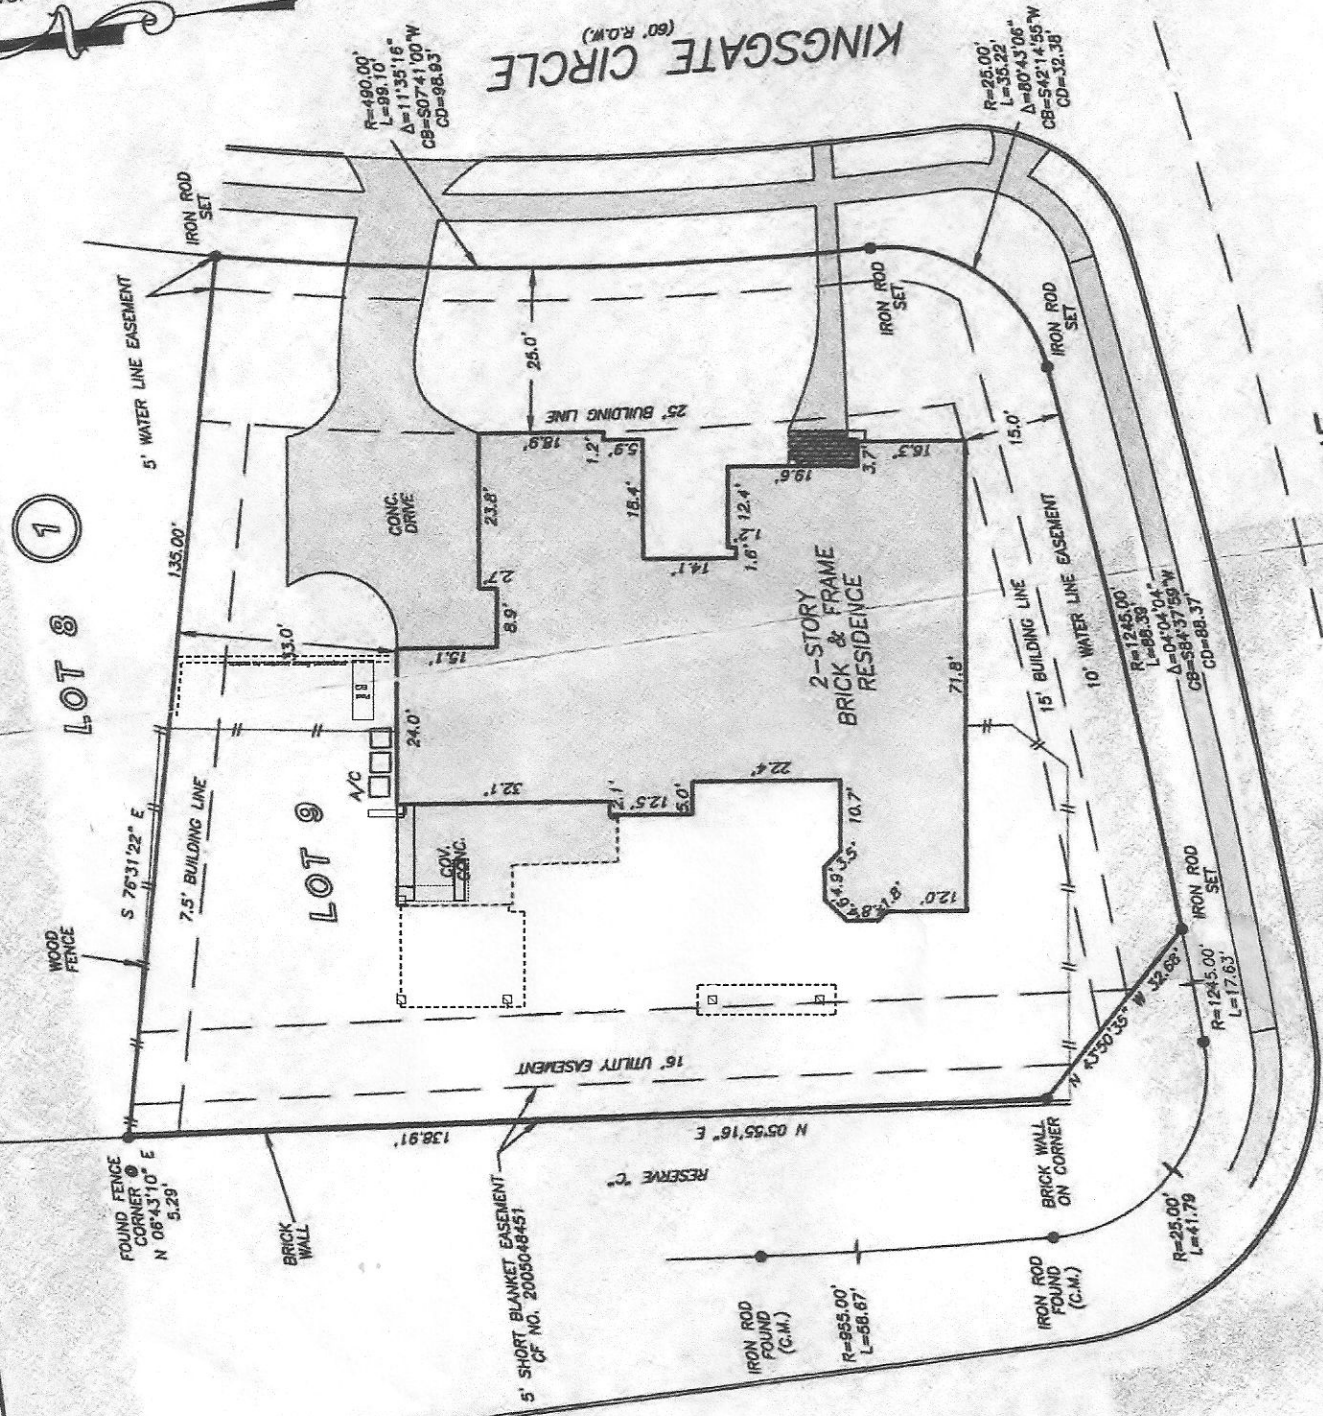 KINGSGATE CIRCLE
(60' R.O.W.)
R=490.00'
L=99.10'
Δ=11°35'16"
CB=S07°41'00"W
CD=98.93'
R=25.00'
L=35.22'
Δ=80°43'06"
CB=S42°14'55"W
CD=32.38'
IRON ROD
SET
5' WATER LINE EASEMENT
1
LOT 8
135.00'
S 76°31'22" E
33.0'
CONC.
DRIVE
25.0'
25' BUILDING LINE
18.9'
1.2'
5.9'
18.4'
23.8'
2.7'
8.9'
15.1'
14.1'
1.6'
12.4'
19.6'
3.7'
16.3'
IRON ROD
SET
IRON ROD
SET
15.0'
2-STORY
BRICK & FRAME
RESIDENCE
71.8'
15' BUILDING LINE
10' WATER LINE EASEMENT
R=1245.00'
L=88.39'
Δ=04°04'04"
CB=S84°37'59"W
CD=88.37'
24.0'
A/C
LOT 9
7.5' BUILDING LINE
WOOD
FENCE
32.1'
2.1'
12.5'
5.0'
22.4'
10.7'
3.5'
4.9'
1.8'
12.0'
COV.
CONC.
IRON ROD
SET
R=1245.00'
L=17.63'
N 43°50'35" W 32.68'
16' UTILITY EASEMENT
138.91'
N 05°55'16" E
RESERVE "C"
FOUND FENCE
CORNER @
N 06°43'10" E
5.29'
BRICK
WALL
5' SHORT BLANKET EASEMENT
CF NO. 2005048451
BRICK WALL
ON CORNER
R=25.00'
L=41.79
IRON ROD
FOUND
(C.M.)
R=955.00'
L=58.67'
IRON ROD
FOUND
(C.M.)